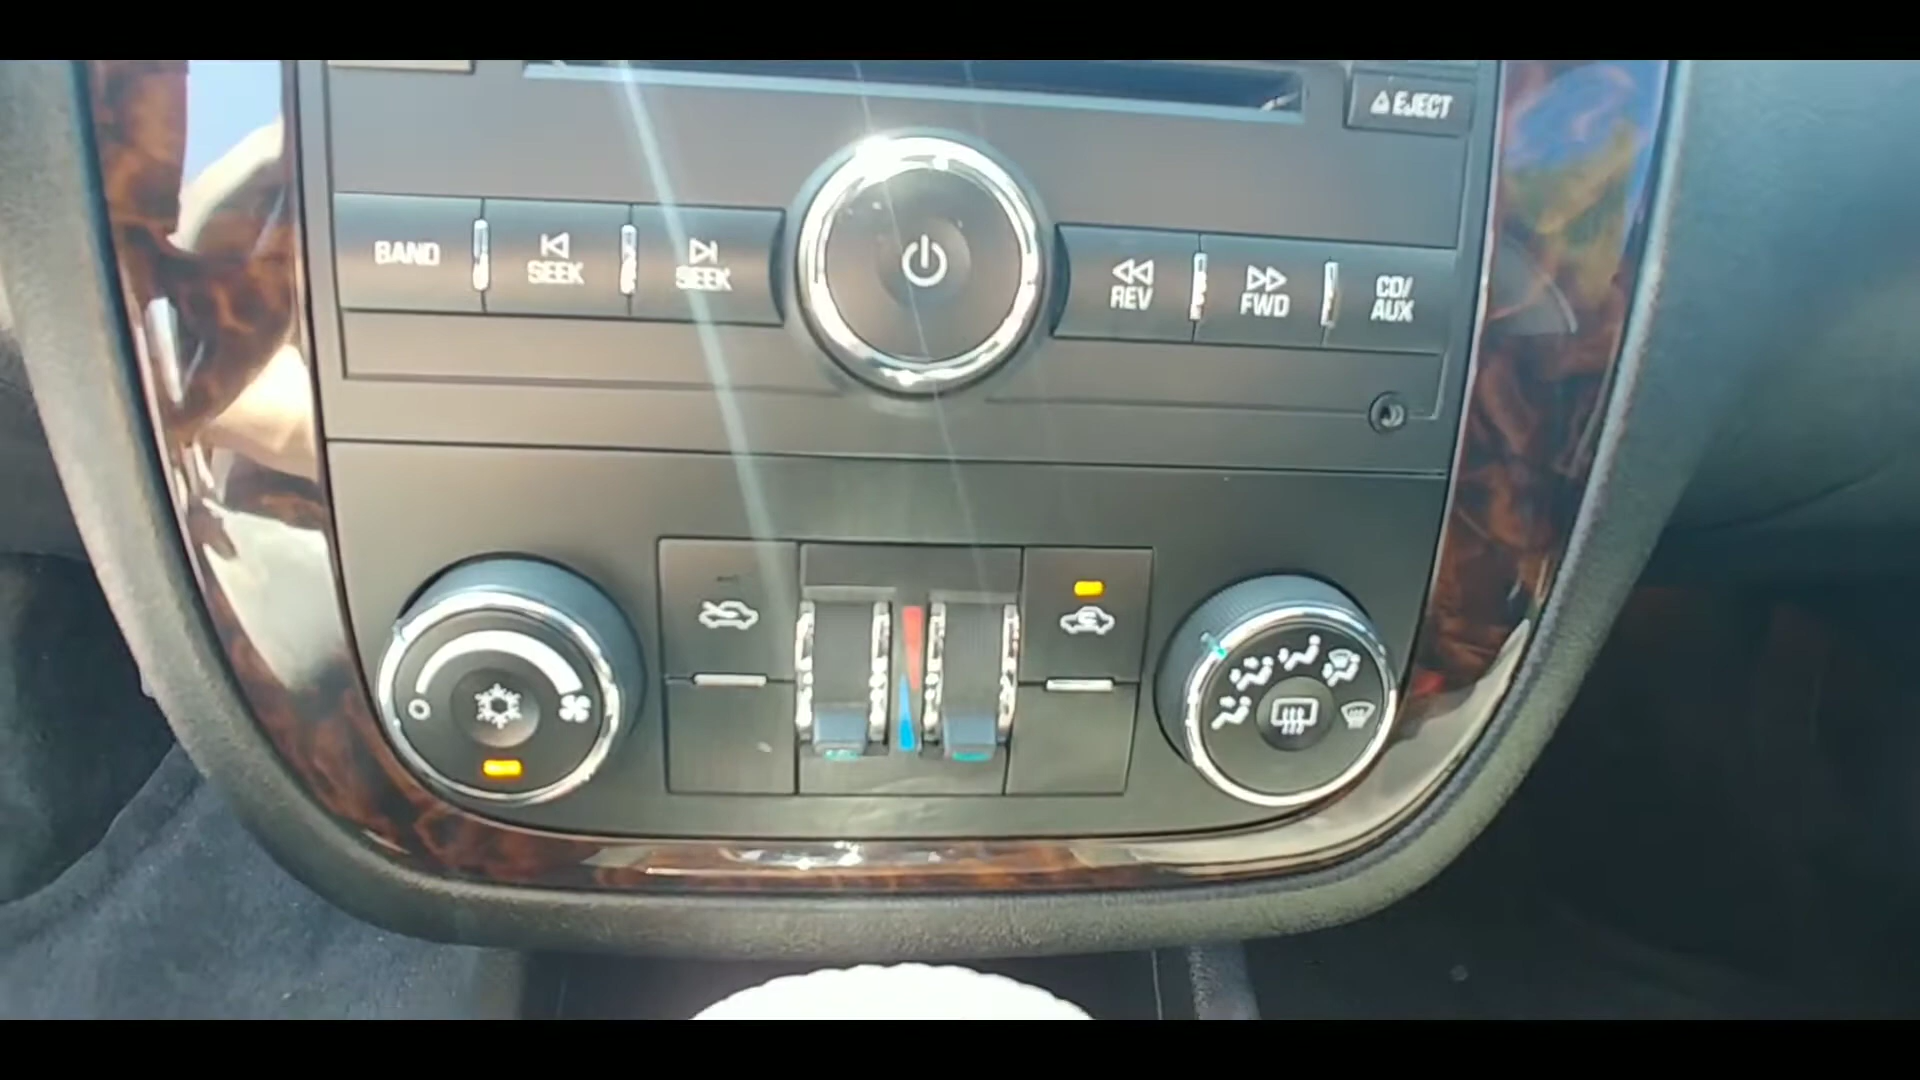 EJECT
BAND
SEEK
SEEK
REV
FWD
CD/
AUX